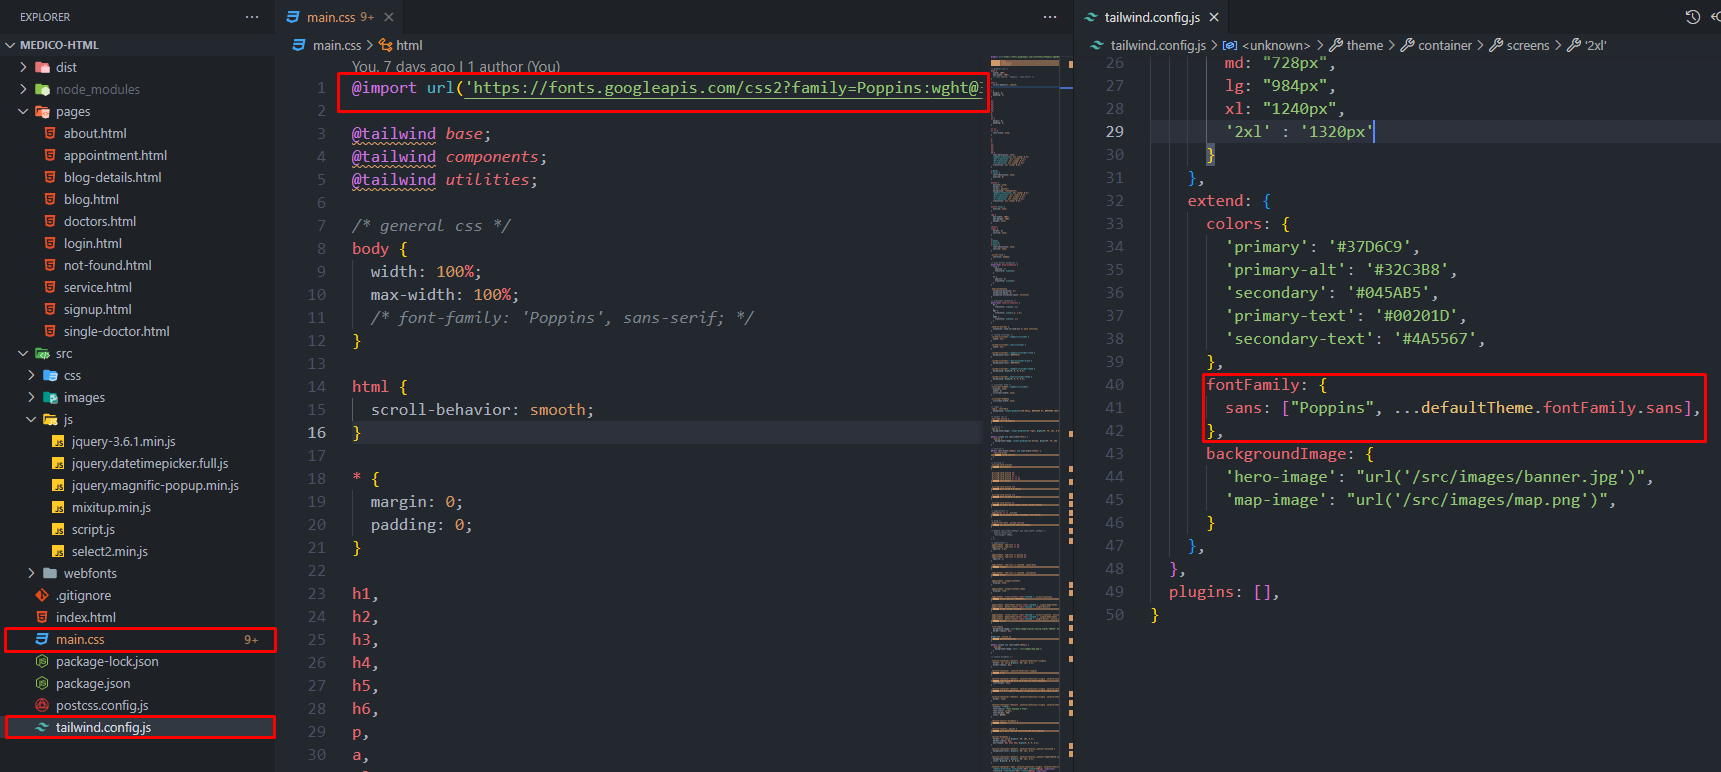 EXPLORER
MEDICO-HTML
dist
node_modules
pages
about.html
appointment.html
blog-details.html
blog.html
doctors.html
login.html
not-found.html
service.html
signup.html
single-doctor.html
src
css
images
js
jquery-3.6.1.min.js
jquery.datetimepicker.full.js
jquery.magnific-popup.min.js
mixitup.min.js
script.js
select2.min.js
webfonts
.gitignore
index.html
main.css 9+
package-lock.json
package.json
postcss.config.js
tailwind.config.js
main.css 9+
main.css > html
You, 7 days ago | 1 author (You)
1 @import url('https://fonts.googleapis.com/css2?family=Poppins:wght@
2
3 @tailwind base;
4 @tailwind components;
5 @tailwind utilities;
6
7 /* general css */
8 body {
9 width: 100%;
10 max-width: 100%;
11 /* font-family: 'Poppins', sans-serif; */
12 }
13
14 html {
15 scroll-behavior: smooth;
16 }
17
18 * {
19 margin: 0;
20 padding: 0;
21 }
22
23 h1,
24 h2,
25 h3,
26 h4,
27 h5,
28 h6,
29 p,
30 a,
tailwind.config.js
tailwind.config.js > <unknown> > theme > container > screens > '2xl'
26 md: "728px",
27 lg: "984px",
28 xl: "1240px",
29 '2xl' : '1320px'
30 }
31 },
32 extend: {
33 colors: {
34 'primary': '#37D6C9',
35 'primary-alt': '#32C3B8',
36 'secondary': '#045AB5',
37 'primary-text': '#00201D',
38 'secondary-text': '#4A5567',
39 },
40 fontFamily: {
41 sans: ["Poppins", ...defaultTheme.fontFamily.sans],
42 },
43 backgroundImage: {
44 'hero-image': "url('/src/images/banner.jpg')",
45 'map-image': "url('/src/images/map.png')",
46 }
47 },
48 },
49 plugins: [],
50 }